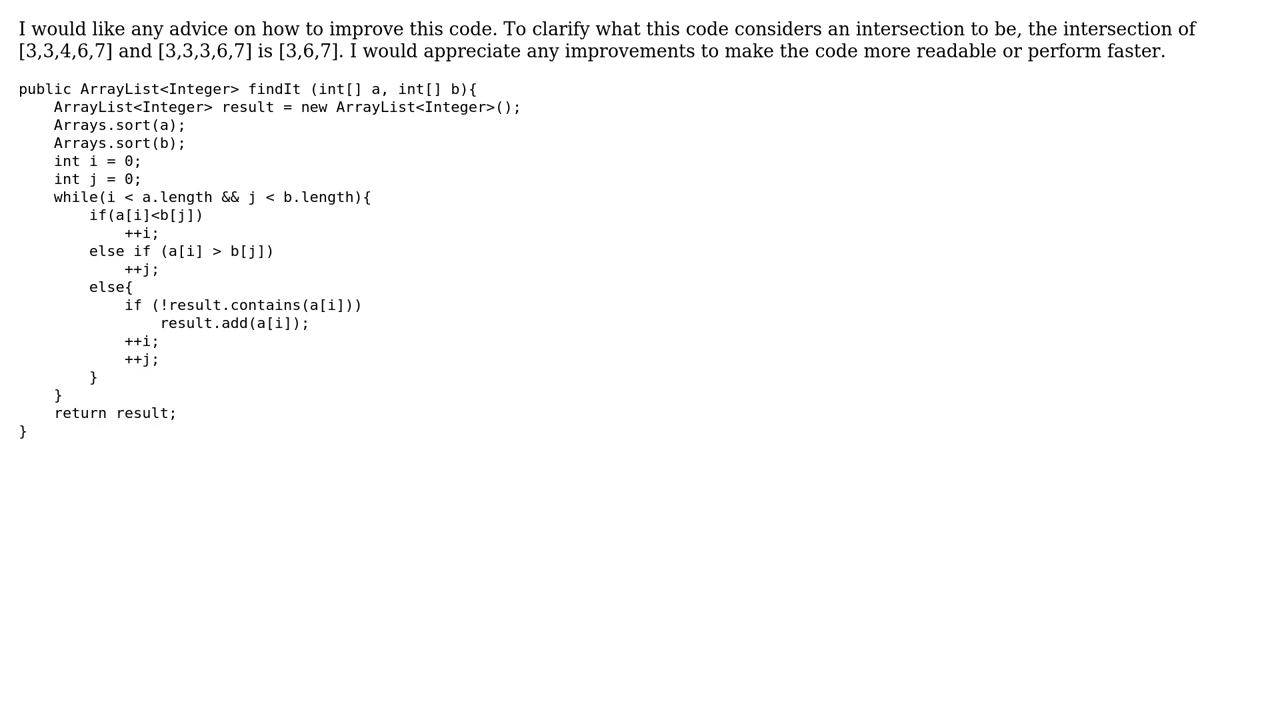 I would like any advice on how to improve this code. To clarify what this code considers an intersection to be, the intersection of
[3,3,4,6,7] and [3,3,3,6,7] is [3,6,7]. I would appreciate any improvements to make the code more readable or perform faster.
public ArrayList<Integer> findIt (int[] a, int[] b){
    ArrayList<Integer> result = new ArrayList<Integer>();
    Arrays.sort(a);
    Arrays.sort(b);
    int i = 0;
    int j = 0;
    while(i < a.length && j < b.length){
        if(a[i]<b[j])
            ++i;
        else if (a[i] > b[j])
            ++j;
        else{
            if (!result.contains(a[i]))
                result.add(a[i]);
            ++i;
            ++j;
        }
    }
    return result;
}